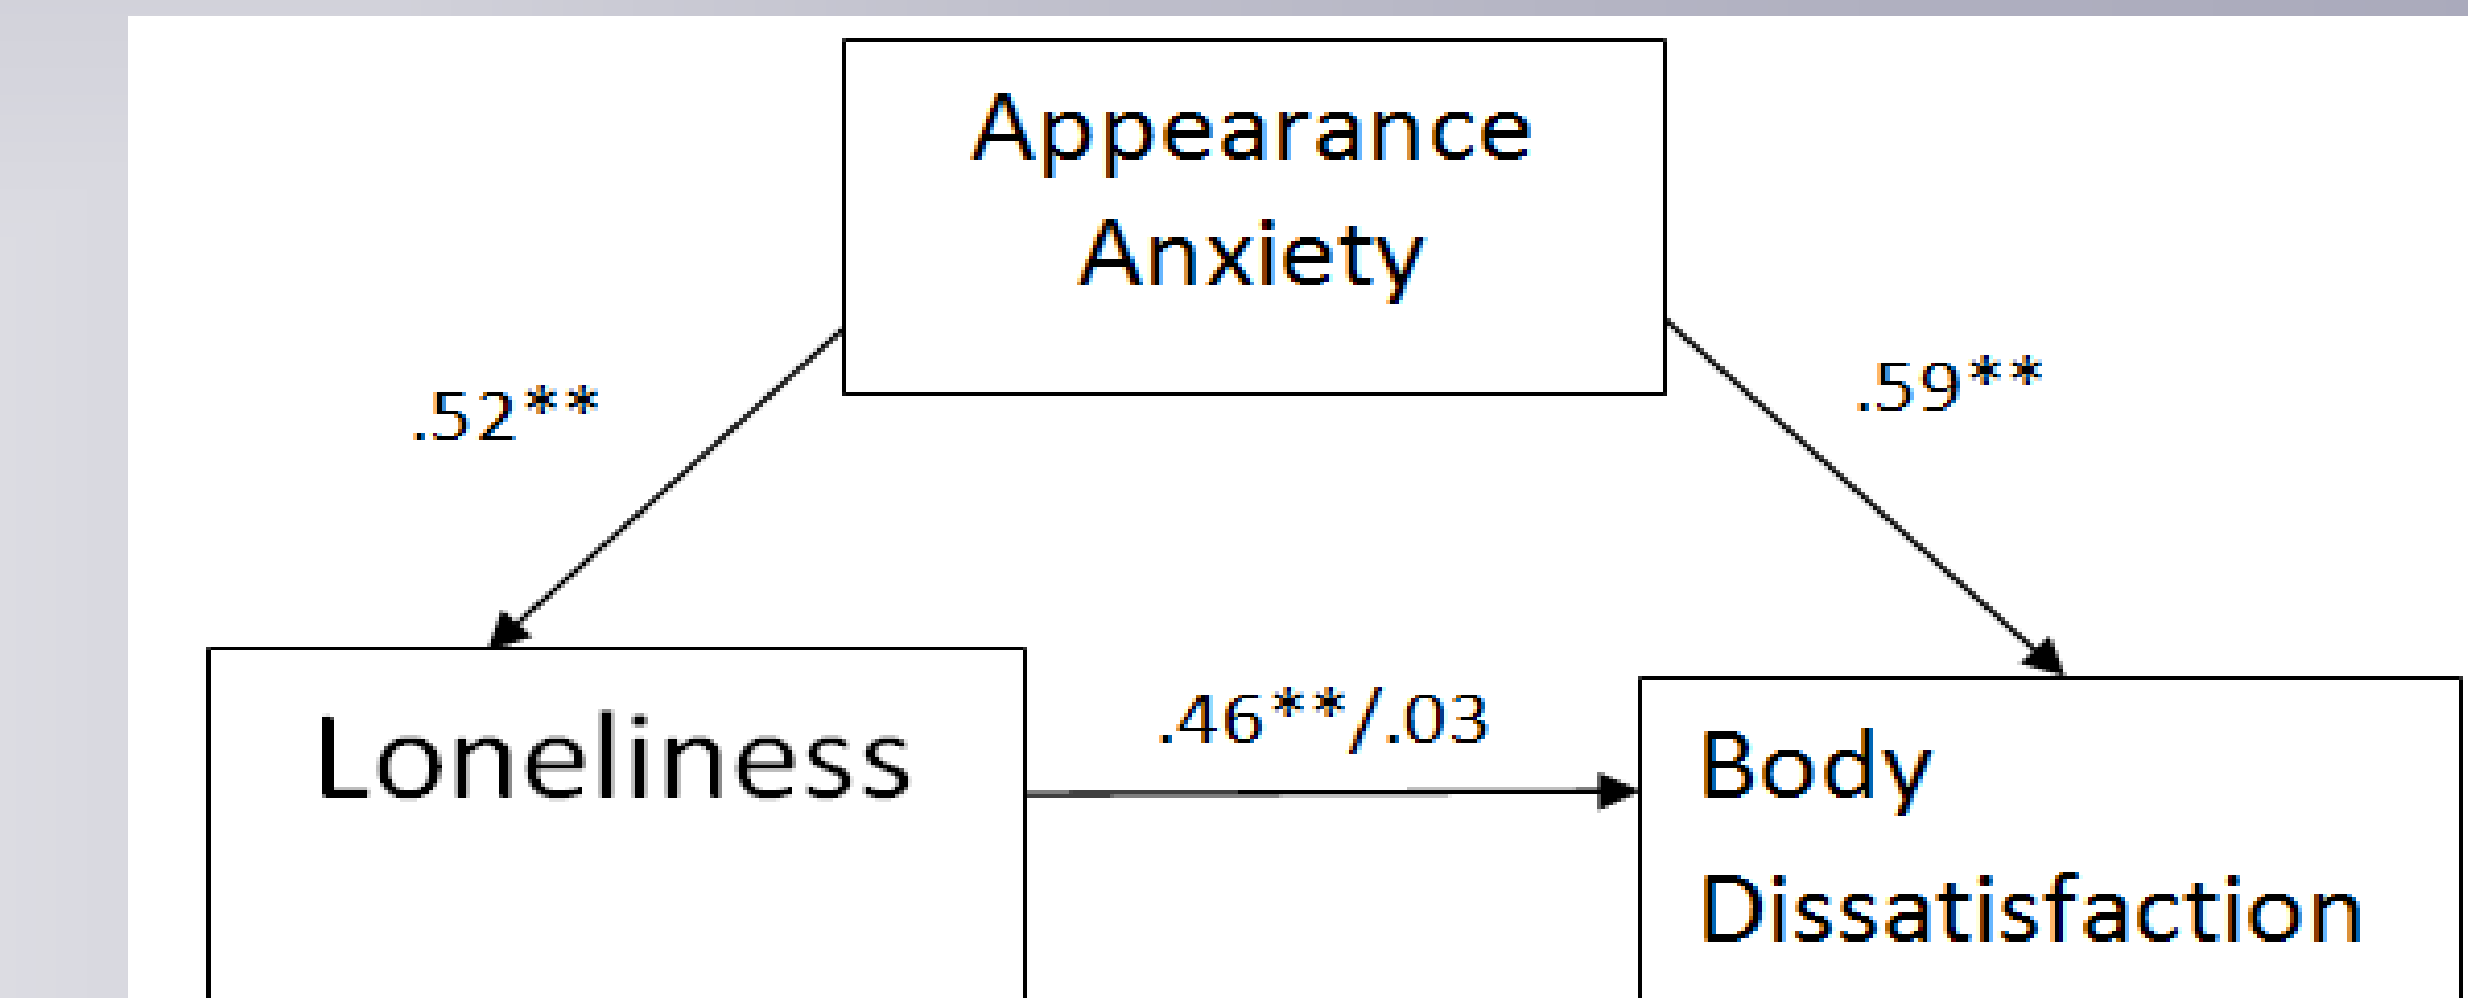 Appearance
Anxiety
.52**
.59**
Loneliness
.46**/.03
Body
Dissatisfaction